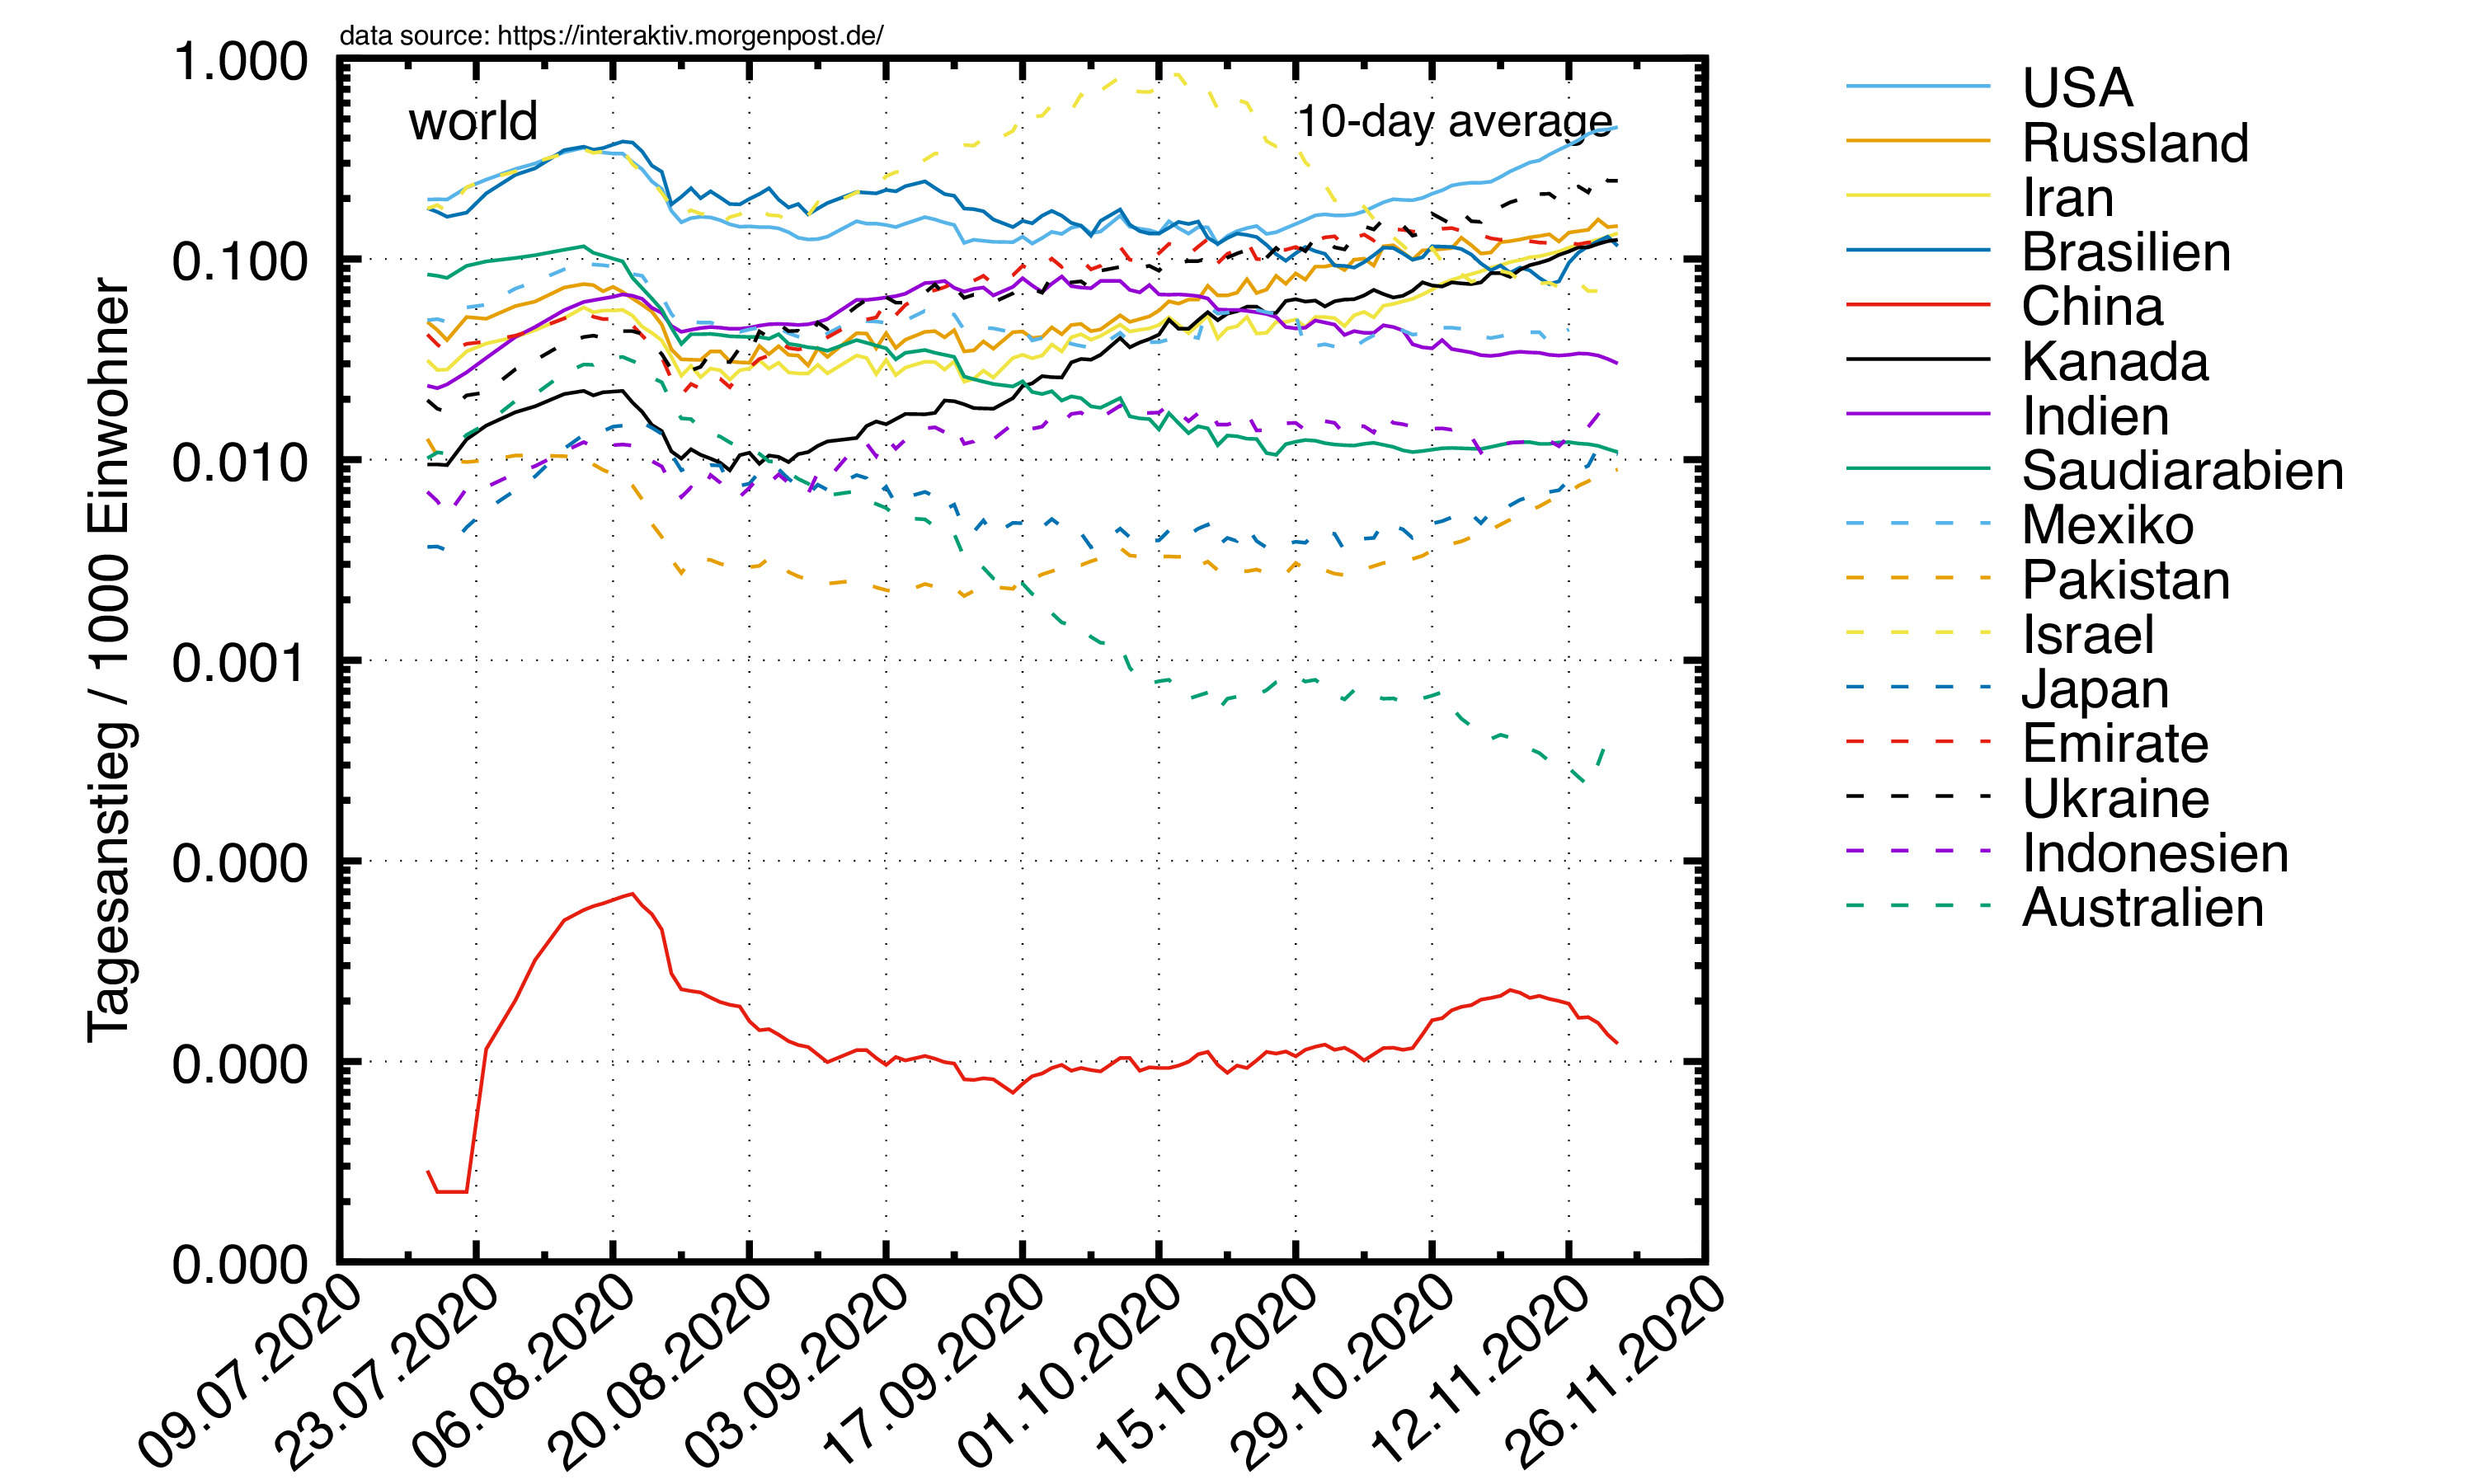 data source: https://interaktiv.morgenpost.de/
world
10-day average
Tagesanstieg / 1000 Einwohner
1.000
0.100
0.010
0.001
0.000
0.000
0.000
09.07.2020
23.07.2020
06.08.2020
20.08.2020
03.09.2020
17.09.2020
01.10.2020
15.10.2020
29.10.2020
12.11.2020
26.11.2020
USA
Russland
Iran
Brasilien
China
Kanada
Indien
Saudiarabien
Mexiko
Pakistan
Israel
Japan
Emirate
Ukraine
Indonesien
Australien